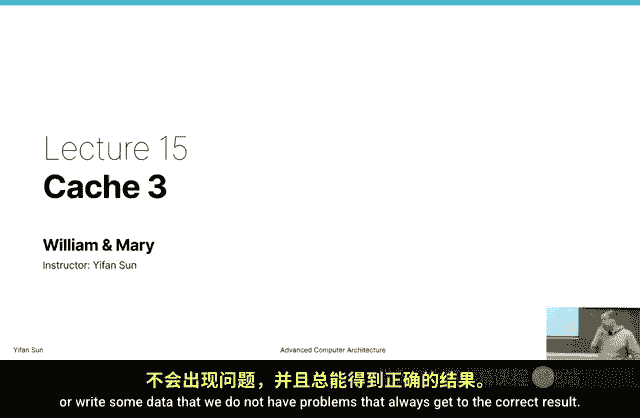 Lecture 15
Cache 3
William & Mary
Instructor: Yifan Sun
Yifan Sun
Advanced Computer Architecture
不会出现问题，并且总能得到正确的结果。
or write some data that we do not have problems that always get to the correct result.